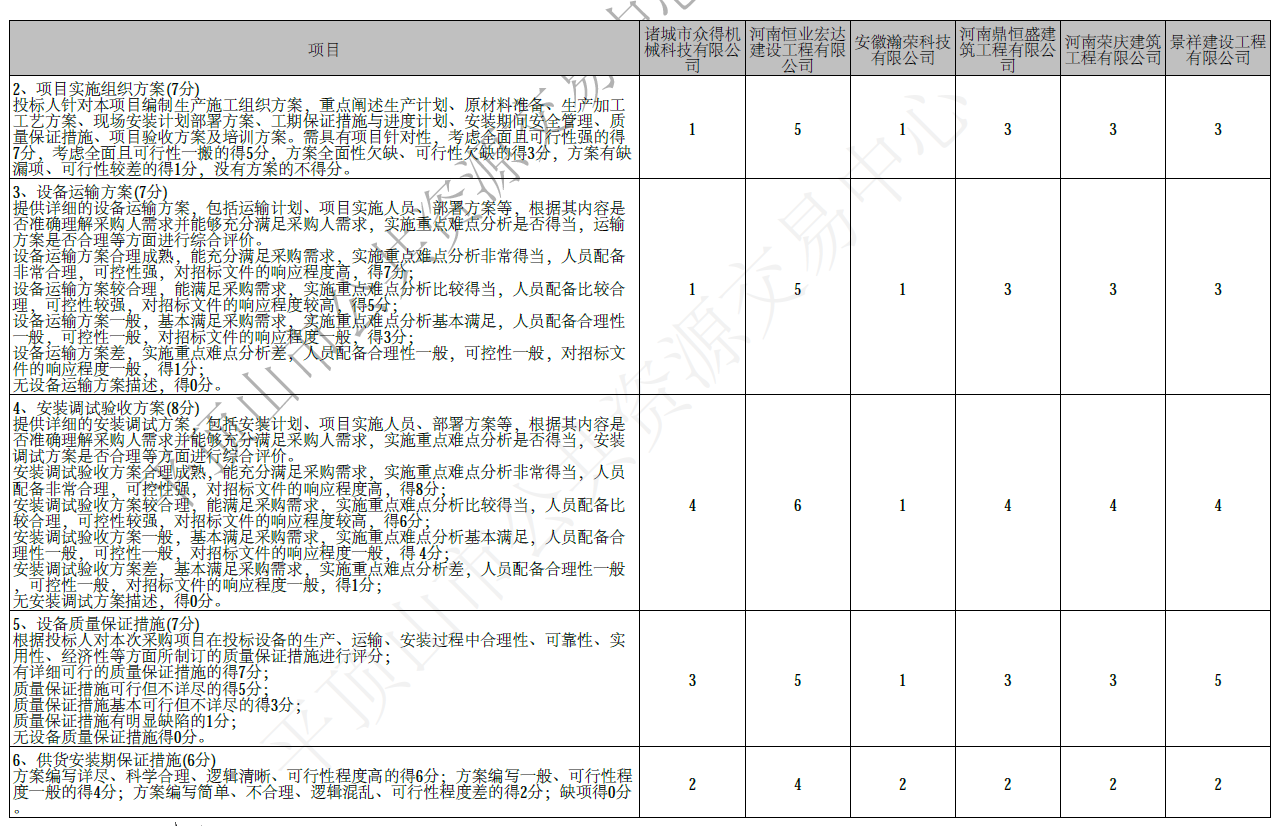 项目
诸城市众得机
械科技有限公
司
河南恒业宏达
建设工程有限
公司
安徽瀚荣科技
有限公司
河南鼎恒盛建
筑工程有限公
司
河南荣庆建筑
工程有限公司
景祥建设工程
有限公司
2、项目实施组织方案(7分)
投标人针对本项目编制生产施工组织方案，重点阐述生产计划、原材料准备、生产加工
工艺方案、现场安装计划部署方案、工期保证措施与进度计划、安装期间安全管理、质
量保证措施、项目验收方案及培训方案。需具有项目针对性，考虑全面且可行性强的得
7分，考虑全面且可行性一搬的得5分，方案全面性欠缺、可行性欠缺的得3分，方案有缺
漏项、可行性较差的得1分，没有方案的不得分。
1 5 1 3 3 3
3、设备运输方案(7分)
提供详细的设备运输方案，包括运输计划、项目实施人员、部署方案等，根据其内容是
否准确理解采购人需求并能够充分满足采购人需求，实施重点难点分析是否得当，运输
方案是否合理等方面进行综合评价。
设备运输方案合理成熟，能充分满足采购需求，实施重点难点分析非常得当，人员配备
非常合理，可控性强，对招标文件的响应程度高，得7分；
设备运输方案较合理，能满足采购需求，实施重点难点分析比较得当，人员配备比较合
理，可控性较强，对招标文件的响应程度较高，得5分；
设备运输方案一般，基本满足采购需求，实施重点难点分析基本满足，人员配备合理性
一般，可控性一般，对招标文件的响应程度一般，得3分；
设备运输方案差，实施重点难点分析差，人员配备合理性一般，可控性一般，对招标文
件的响应程度一般，得1分；
无设备运输方案描述，得0分。
1 5 1 3 3 3
4、安装调试验收方案(8分)
提供详细的安装调试方案，包括安装计划、项目实施人员、部署方案等，根据其内容是
否准确理解采购人需求并能够充分满足采购人需求，实施重点难点分析是否得当，安装
调试方案是否合理等方面进行综合评价。
安装调试验收方案合理成熟，能充分满足采购需求，实施重点难点分析非常得当，人员
配备非常合理，可控性强，对招标文件的响应程度高，得8分；
安装调试验收方案较合理，能满足采购需求，实施重点难点分析比较得当，人员配备比
较合理，可控性较强，对招标文件的响应程度较高，得6分；
安装调试验收方案一般，基本满足采购需求，实施重点难点分析基本满足，人员配备合
理性一般，可控性一般，对招标文件的响应程度一般，得 4分；
安装调试验收方案差，基本满足采购需求，实施重点难点分析差，人员配备合理性一般
，可控性一般，对招标文件的响应程度一般，得1分；
无安装调试方案描述，得0分。
4 6 1 4 4 4
5、设备质量保证措施(7分)
根据投标人对本次采购项目在投标设备的生产、运输、安装过程中合理性、可靠性、实
用性、经济性等方面所制订的质量保证措施进行评分；
有详细可行的质量保证措施的得7分；
质量保证措施可行但不详尽的得5分；
质量保证措施基本可行但不详尽的得3分；
质量保证措施有明显缺陷的1分；
无设备质量保证措施得0分。
3 5 1 3 3 5
6、供货安装期保证措施(6分)
方案编写详尽、科学合理、逻辑清晰、可行性程度高的得6分；方案编写一般、可行性程
度一般的得4分；方案编写简单、不合理、逻辑混乱、可行性程度差的得2分；缺项得0分
。
2 4 2 2 2 2
平顶山市公共资源交易中心
平顶山市公共资源交易中心